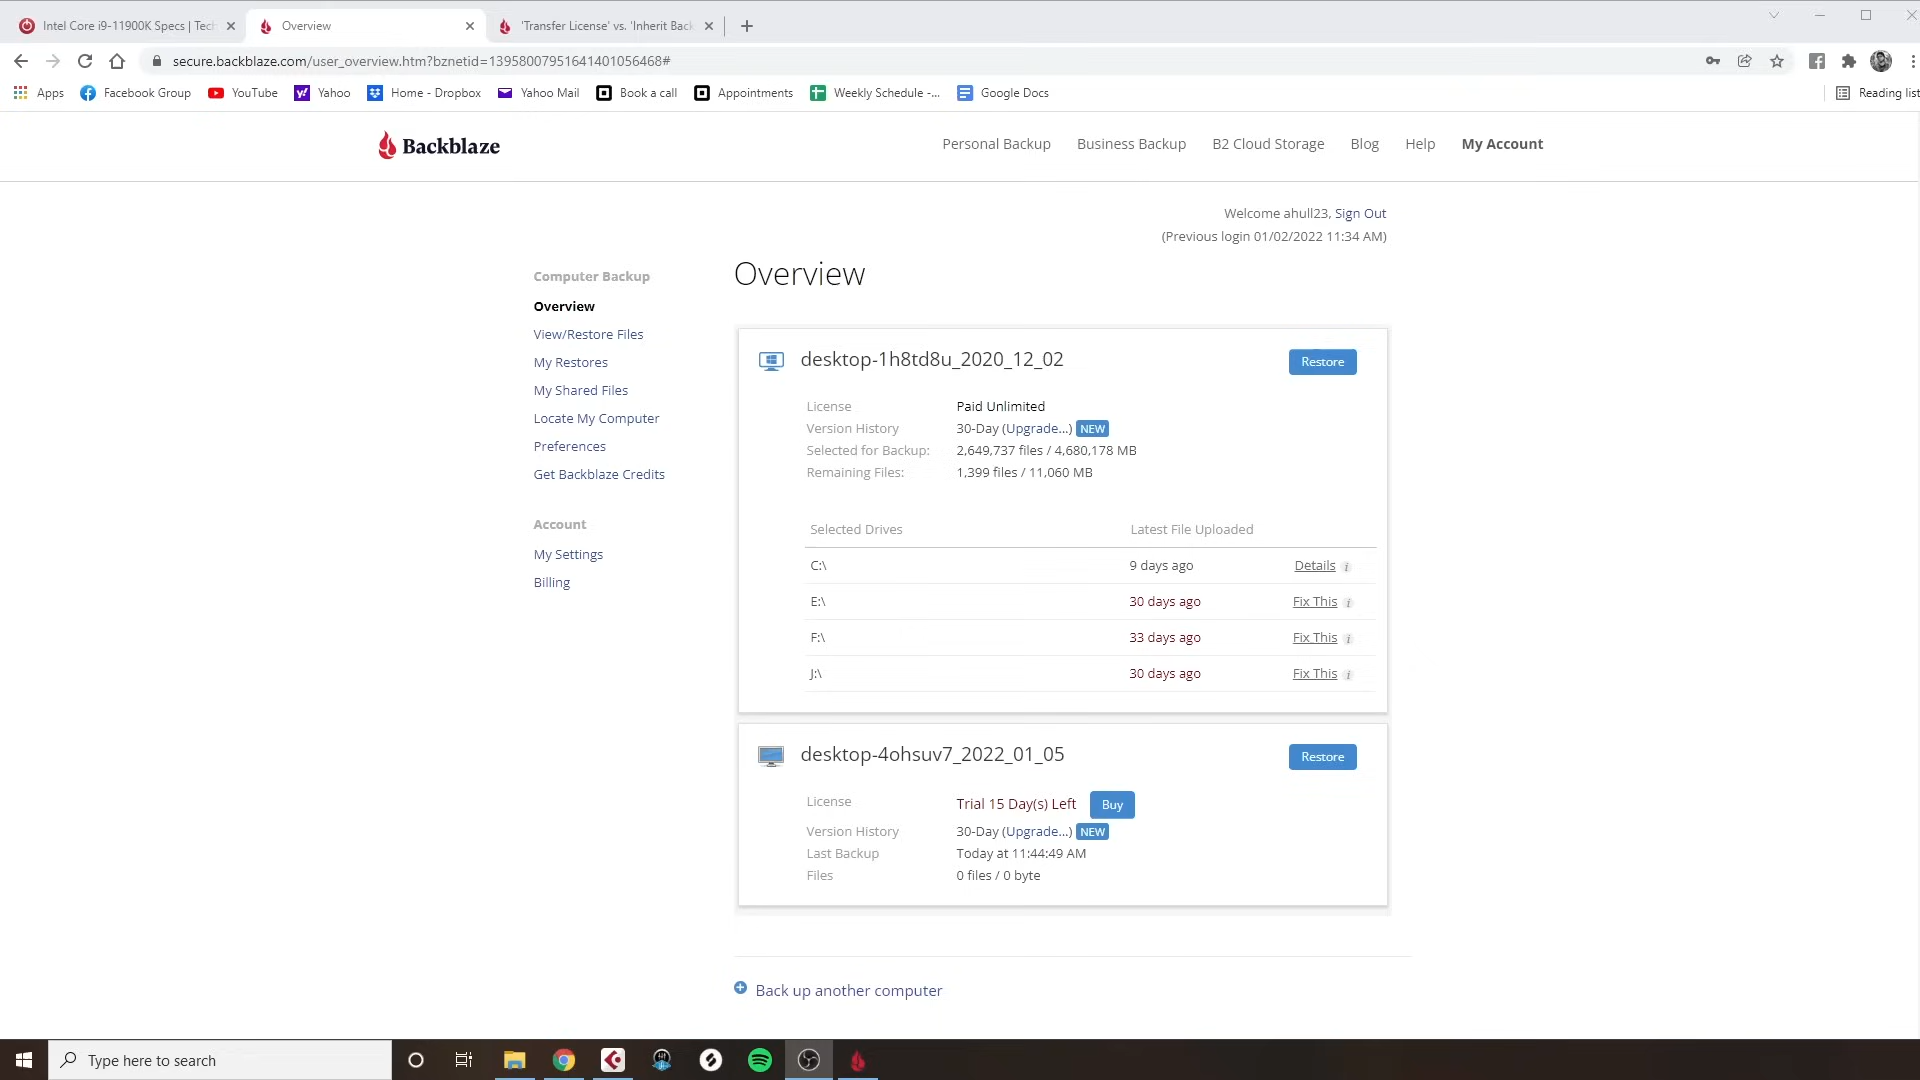 Intel Core i9-11900K Specs | Tech
Overview
'Transfer License' vs. 'Inherit Back
secure.backblaze.com/user_overview.htm?bznetid=13958007951641401056468#
Apps
Facebook Group
YouTube
Yahoo
Home - Dropbox
Yahoo Mail
Book a call
Appointments
Weekly Schedule -...
Google Docs
Reading list
Backblaze
Personal Backup
Business Backup
B2 Cloud Storage
Blog
Help
My Account
Welcome ahull23, Sign Out
(Previous login 01/02/2022 11:34 AM)
Computer Backup
Overview
View/Restore Files
My Restores
My Shared Files
Locate My Computer
Preferences
Get Backblaze Credits
Account
My Settings
Billing
Overview
desktop-1h8td8u_2020_12_02
Restore
License Paid Unlimited
Version History 30-Day (Upgrade...) NEW
Selected for Backup: 2,649,737 files / 4,680,178 MB
Remaining Files: 1,399 files / 11,060 MB
Selected Drives Latest File Uploaded
C:\ 9 days ago Details i
E:\ 30 days ago Fix This i
F:\ 33 days ago Fix This i
J:\ 30 days ago Fix This i
desktop-4ohsuv7_2022_01_05
Restore
License Trial 15 Day(s) Left Buy
Version History 30-Day (Upgrade...) NEW
Last Backup Today at 11:44:49 AM
Files 0 files / 0 byte
Back up another computer
Type here to search